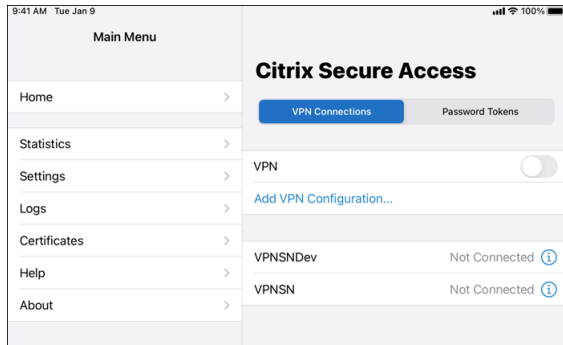 9:41 AM Tue Jan 9
100%
Main Menu
Home
Statistics
Settings
Logs
Certificates
Help
About
Citrix Secure Access
VPN Connections
Password Tokens
VPN
Add VPN Configuration...
VPNSNDev Not Connected
VPNSN Not Connected